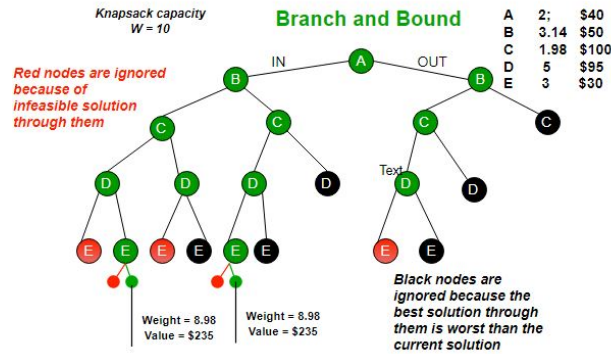 Knapsack capacity
W = 10
Branch and Bound
A 2; $40
B 3.14 $50
C 1.98 $100
D 5 $95
E 3 $30
Red nodes are ignored
because of
infeasible solution
through them
IN
A
OUT
B
B
C
C
C
C
Text
D
D
D
D
D
D
E
E
E
E
E
E
E
E
Weight = 8.98
Value = $235
Weight = 8.98
Value = $235
Black nodes are
ignored because the
best solution through
them is worst than the
current solution